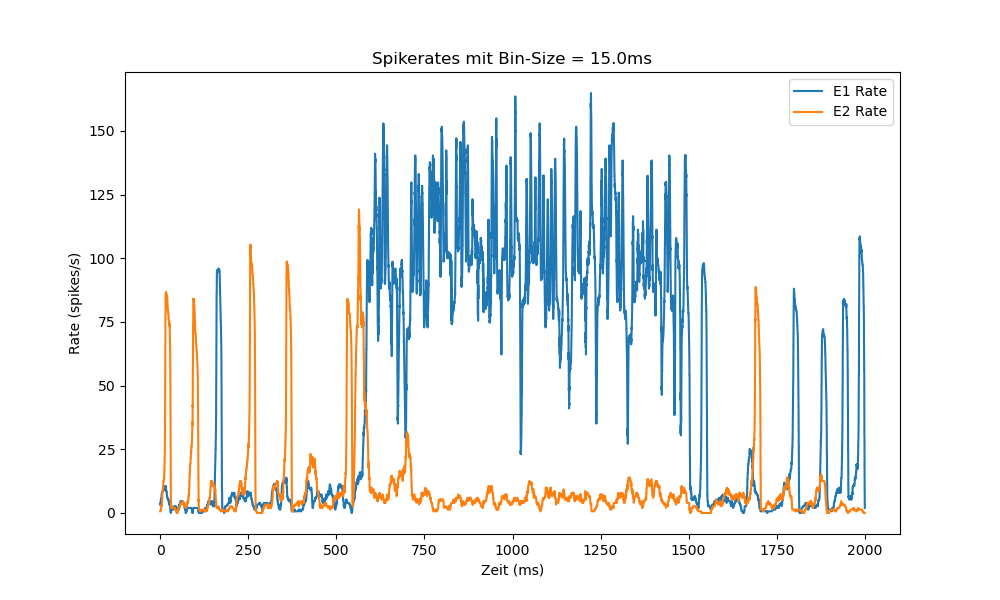 Spikerates mit Bin-Size = 15.0ms
E1 Rate
E2 Rate
Rate (spikes/s)
150
125
100
75
50
25
0
0 250 500 750 1000 1250 1500 1750 2000
Zeit (ms)